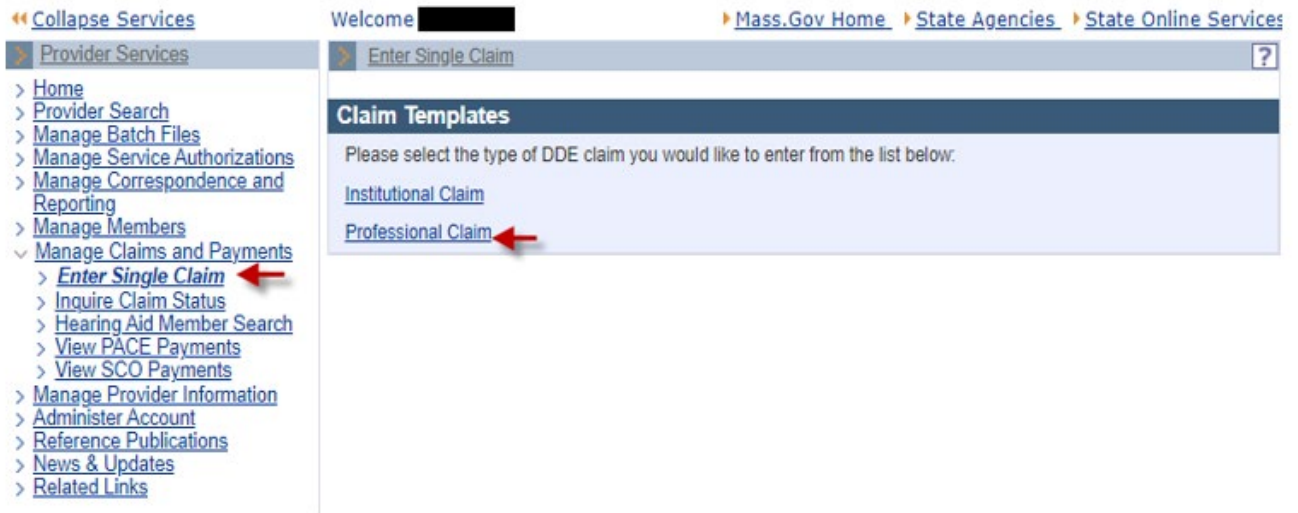 Collapse Services
Welcome
Mass.Gov Home State Agencies State Online Services
Provider Services
Home
Provider Search
Manage Batch Files
Manage Service Authorizations
Manage Correspondence and
Reporting
Manage Members
Manage Claims and Payments
Enter Single Claim
Inquire Claim Status
Hearing Aid Member Search
View PACE Payments
View SCO Payments
Manage Provider Information
Administer Account
Reference Publications
News & Updates
Related Links
Enter Single Claim ?
Claim Templates
Please select the type of DDE claim you would like to enter from the list below:
Institutional Claim
Professional Claim